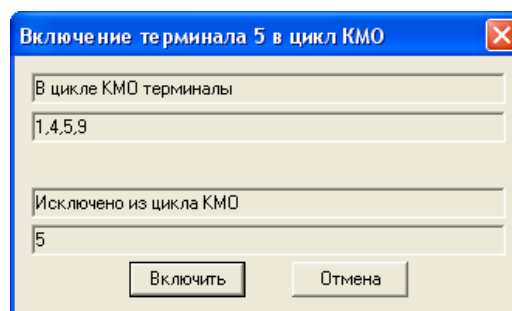 Включение терминала 5 в цикл КМО
В цикле КМО терминалы
1,4,5,9
Исключено из цикла КМО
5
Включить Отмена